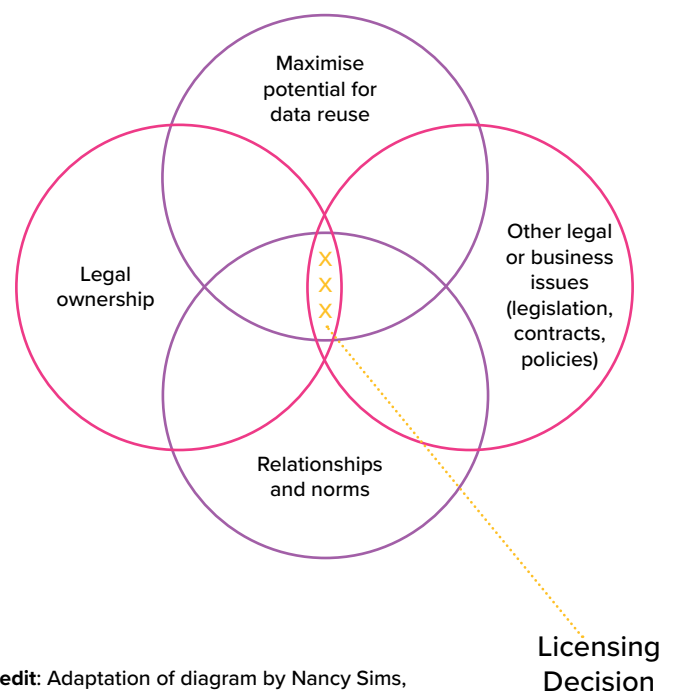 Maximise
potential for
data reuse
Legal
ownership
Other legal
or business
issues
(legislation,
contracts,
policies)
X
X
X
Relationships
and norms
Licensing
Decision
edit: Adaptation of diagram by Nancy Sims,